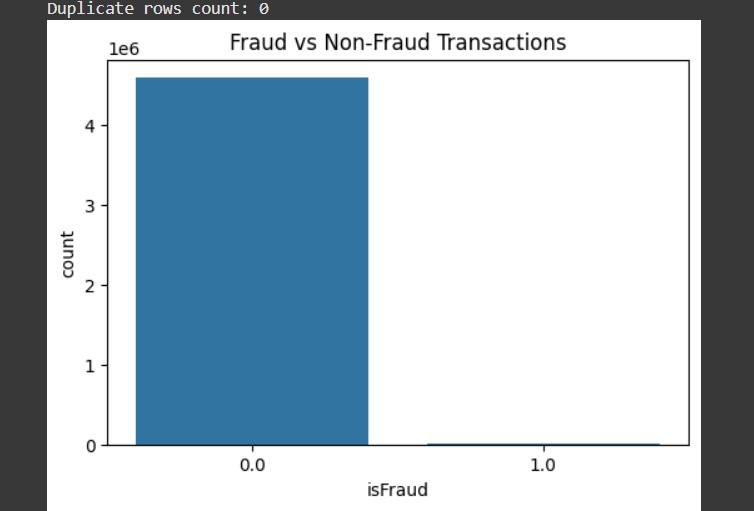 Duplicate rows count: 0
Fraud vs Non-Fraud Transactions
1e6
4
3
2
1
0
count
0.0 1.0
isFraud